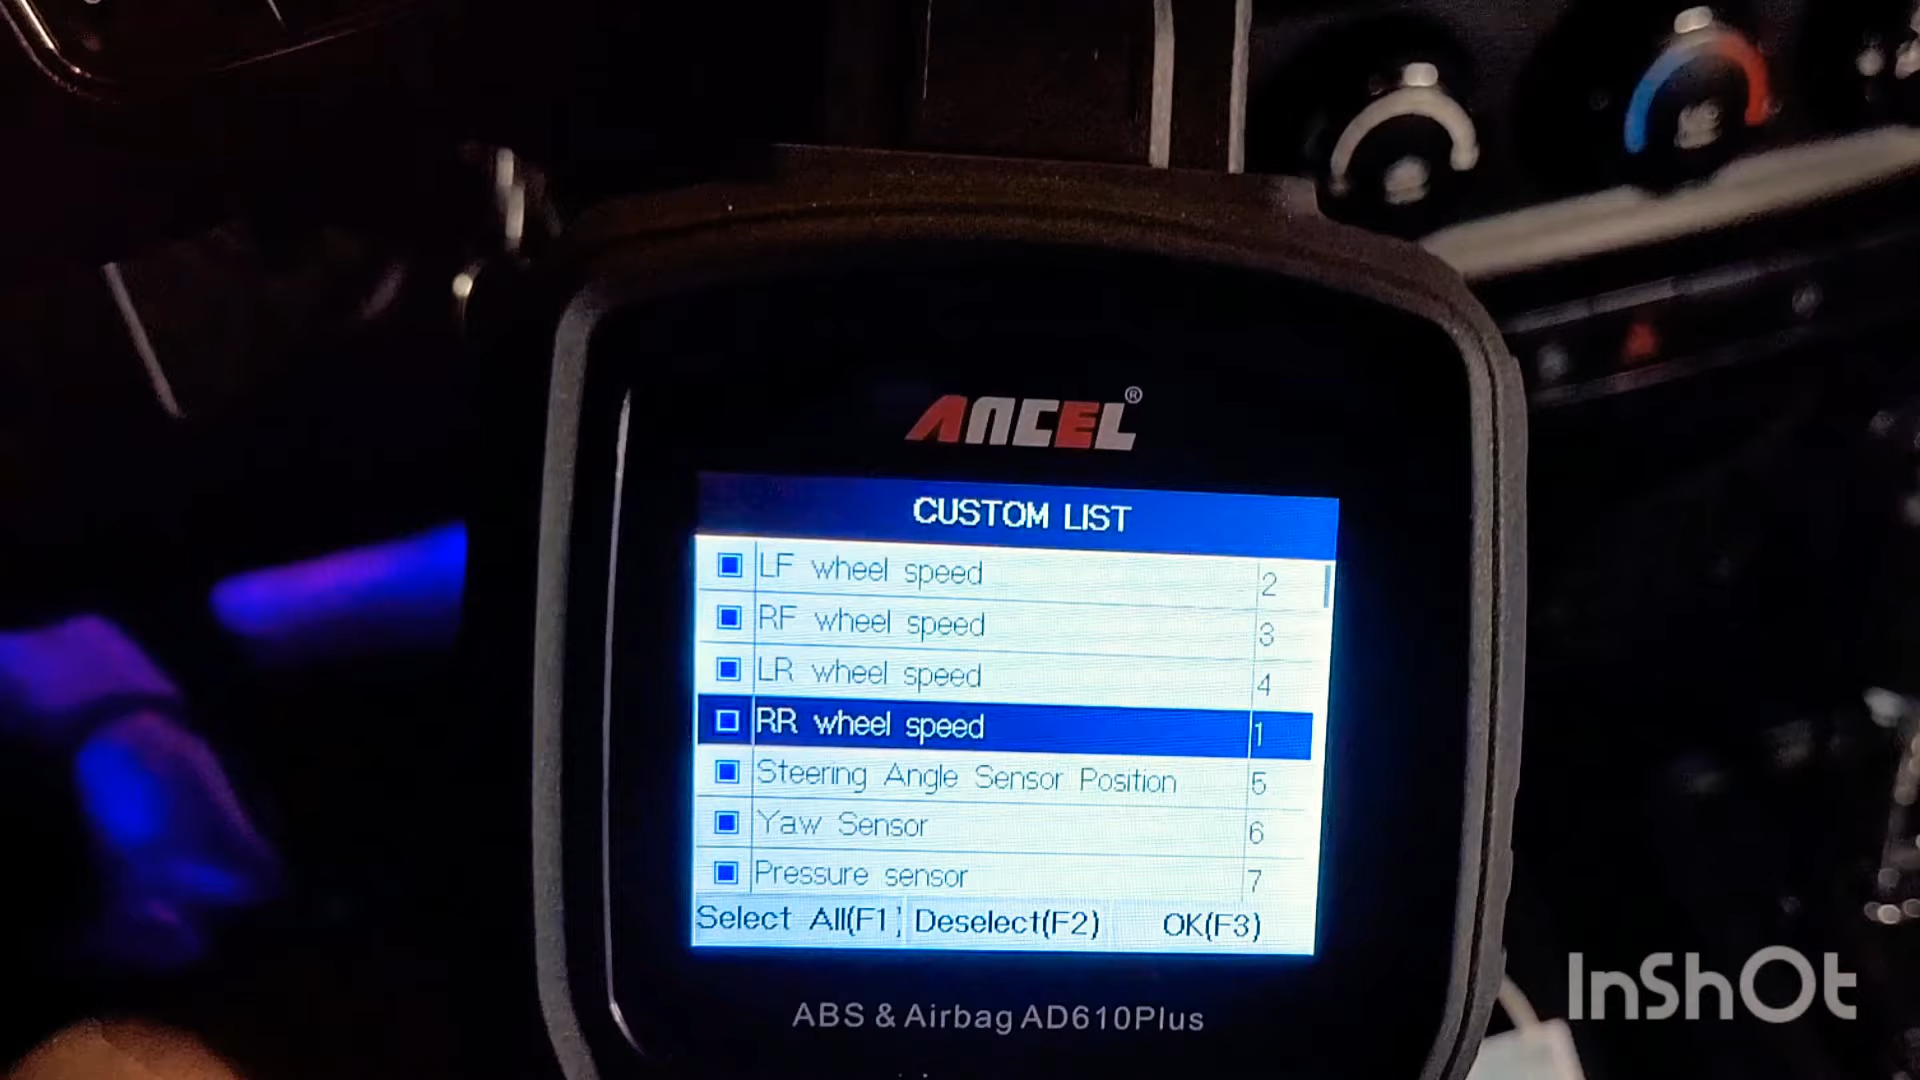 ANCEL®
CUSTOM LIST
LF wheel speed 2
RF wheel speed 3
LR wheel speed 4
RR wheel speed 1
Steering Angle Sensor Position 5
Yaw Sensor 6
Pressure sensor 7
Select All(F1) Deselect(F2) OK(F3)
ABS & Airbag AD610Plus
InShOt